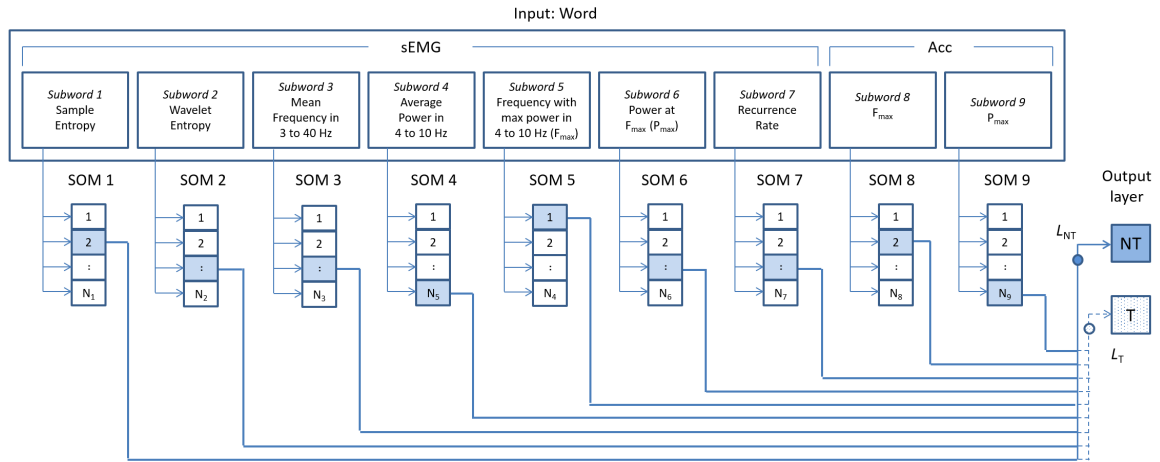 Input: Word
sEMG
Acc
Subword 1
Sample
Entropy
Subword 2
Wavelet
Entropy
Subword 3
Mean
Frequency in
3 to 40 Hz
Subword 4
Average
Power in
4 to 10 Hz
Subword 5
Frequency with
max power in
4 to 10 Hz (Fmax)
Subword 6
Power at
Fmax (Pmax)
Subword 7
Recurrence
Rate
Subword 8
Fmax
Subword 9
Pmax
SOM 1
SOM 2
SOM 3
SOM 4
SOM 5
SOM 6
SOM 7
SOM 8
SOM 9
Output
layer
1
2
:
N1
1
2
:
N2
1
2
:
N3
1
2
:
N5
1
2
:
N4
1
2
:
N6
1
2
:
N7
1
2
:
N8
1
2
:
N9
LNT
NT
T
LT